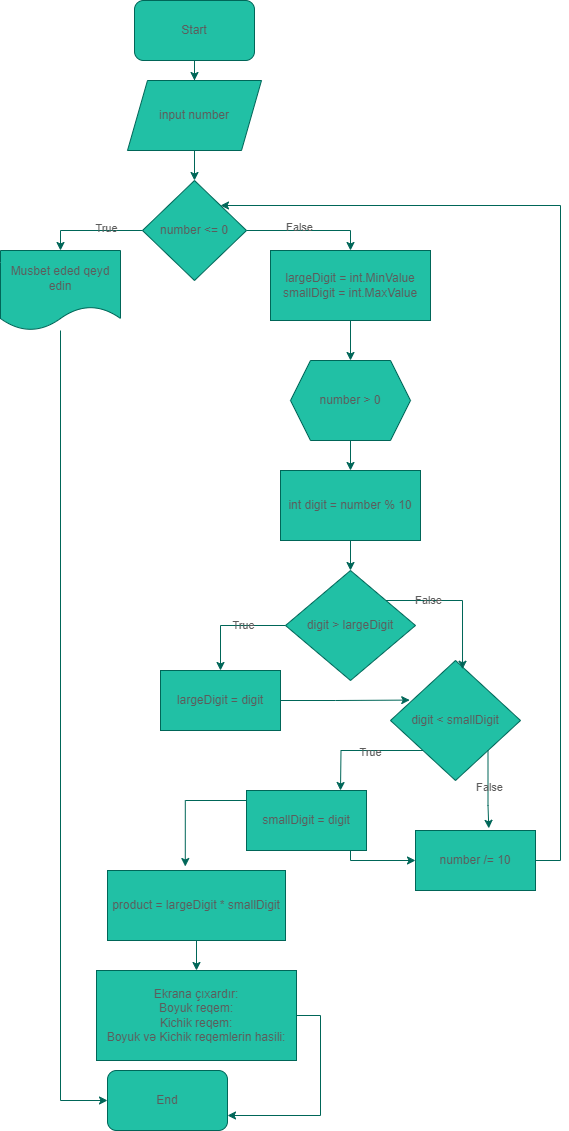 Start
input number
number <= 0
True
False
Musbet eded qeyd
edin
largeDigit = int.MinValue
smallDigit = int.MaxValue
number > 0
int digit = number % 10
digit > largeDigit
True
False
largeDigit = digit
digit < smallDigit
True
False
smallDigit = digit
number /= 10
product = largeDigit * smallDigit
Ekrana çıxardır:
Boyuk reqem:
Kichik reqem:
Boyuk və Kichik reqemlerin hasili:
End